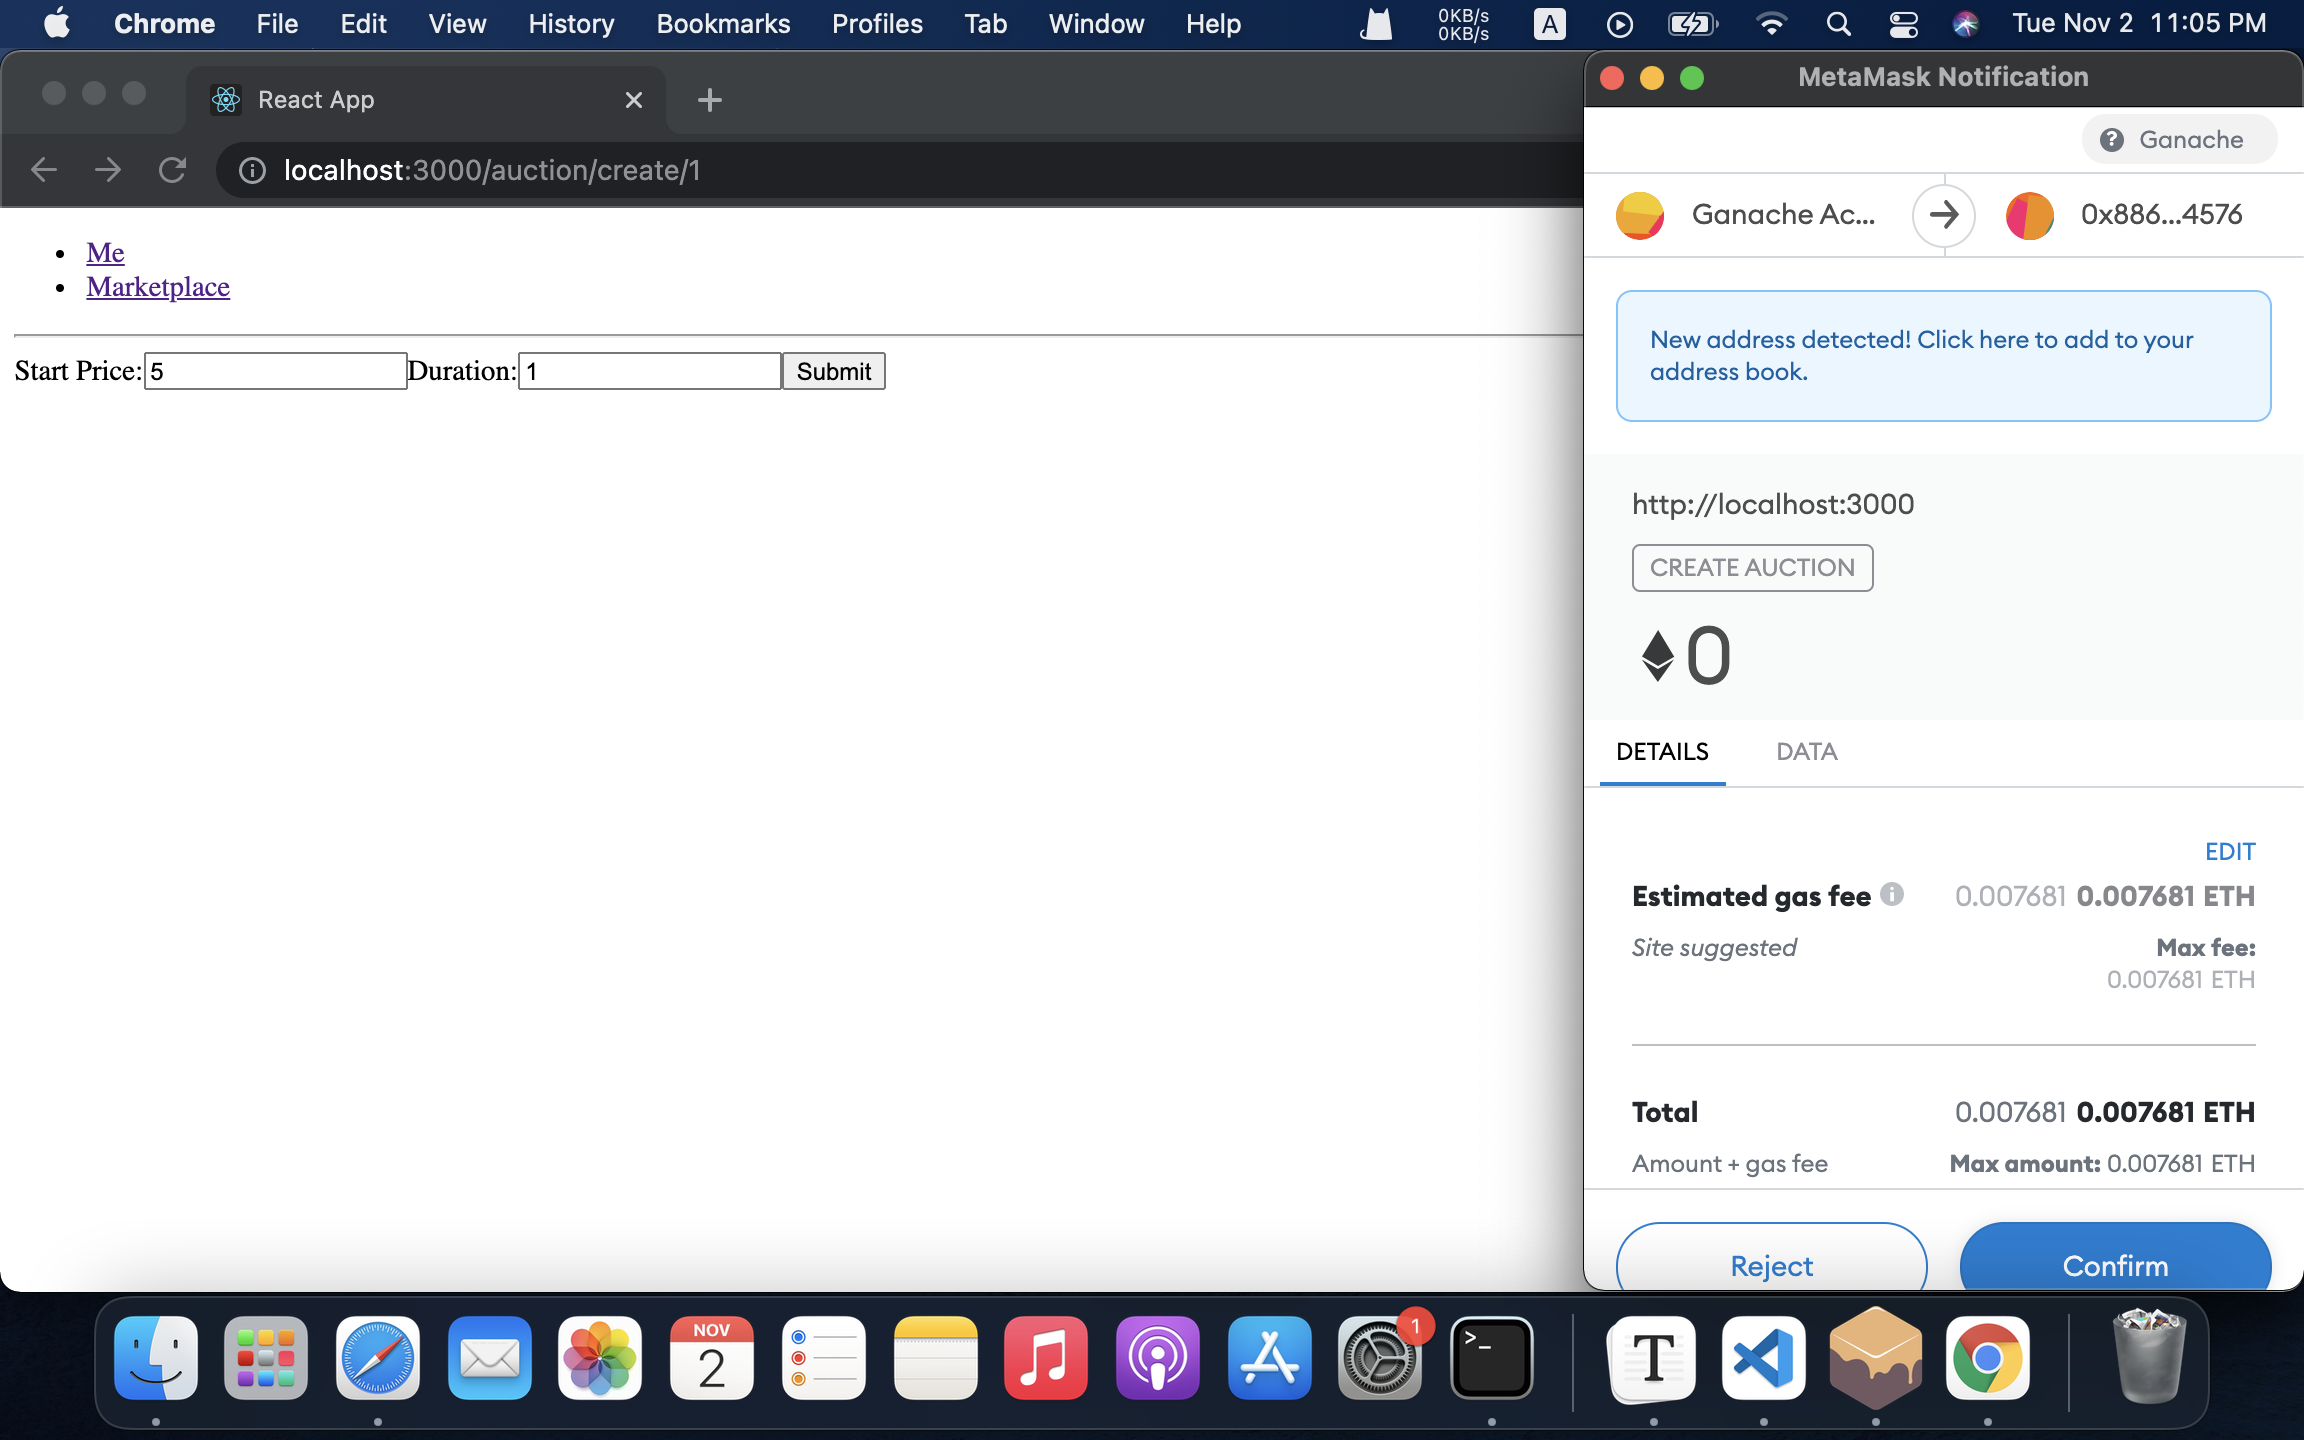 Chrome File Edit View History Bookmarks Profiles Tab Window Help 0KB/s A Tue Nov 2 11:05 PM
0KB/s
React App
localhost:3000/auction/create/1
Me
Marketplace
Start Price: 5 Duration: 1 Submit
MetaMask Notification
? Ganache
Ganache Ac... 0x886...4576
New address detected! Click here to add to your
address book.
http://localhost:3000
CREATE AUCTION
0
DETAILS DATA
EDIT
Estimated gas fee 0.007681 0.007681 ETH
Site suggested Max fee:
0.007681 ETH
Total 0.007681 0.007681 ETH
Amount + gas fee Max amount: 0.007681 ETH
Reject Confirm
NOV
2
1
>_
T